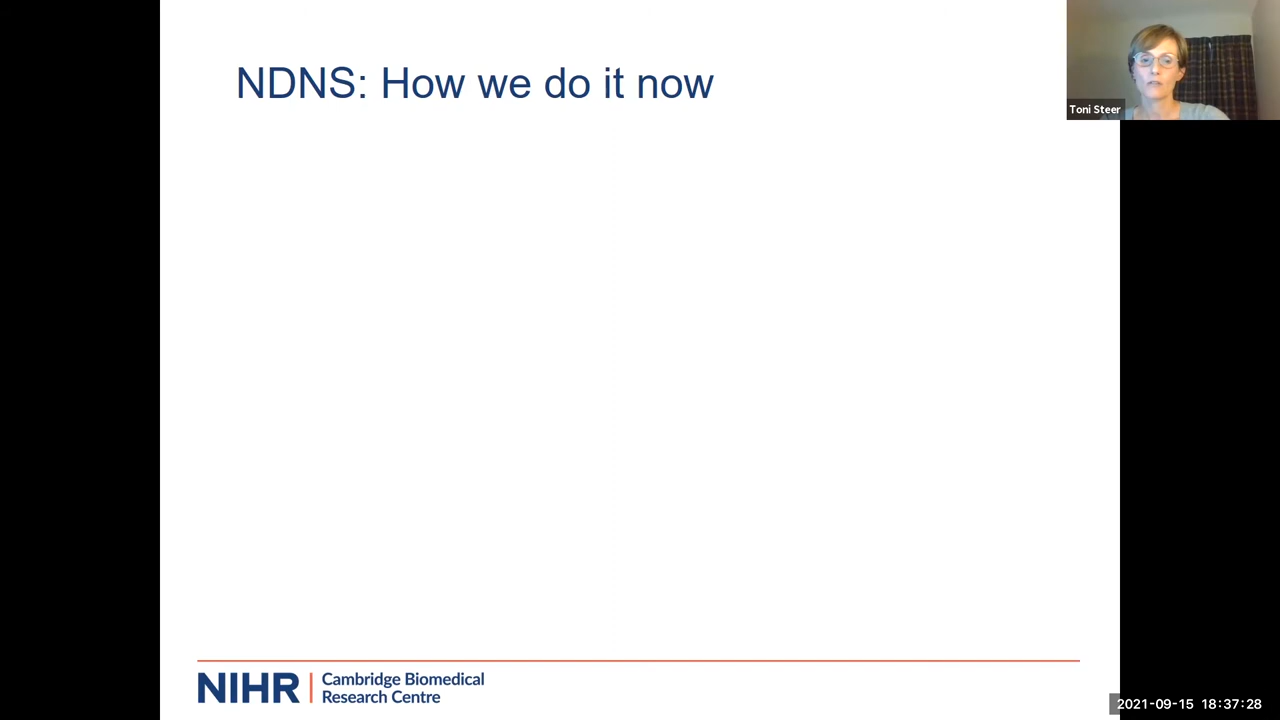 NDNS: How we do it now
Toni Steer
NIHR | Cambridge Biomedical
Research Centre
2021-09-15 18:37:28